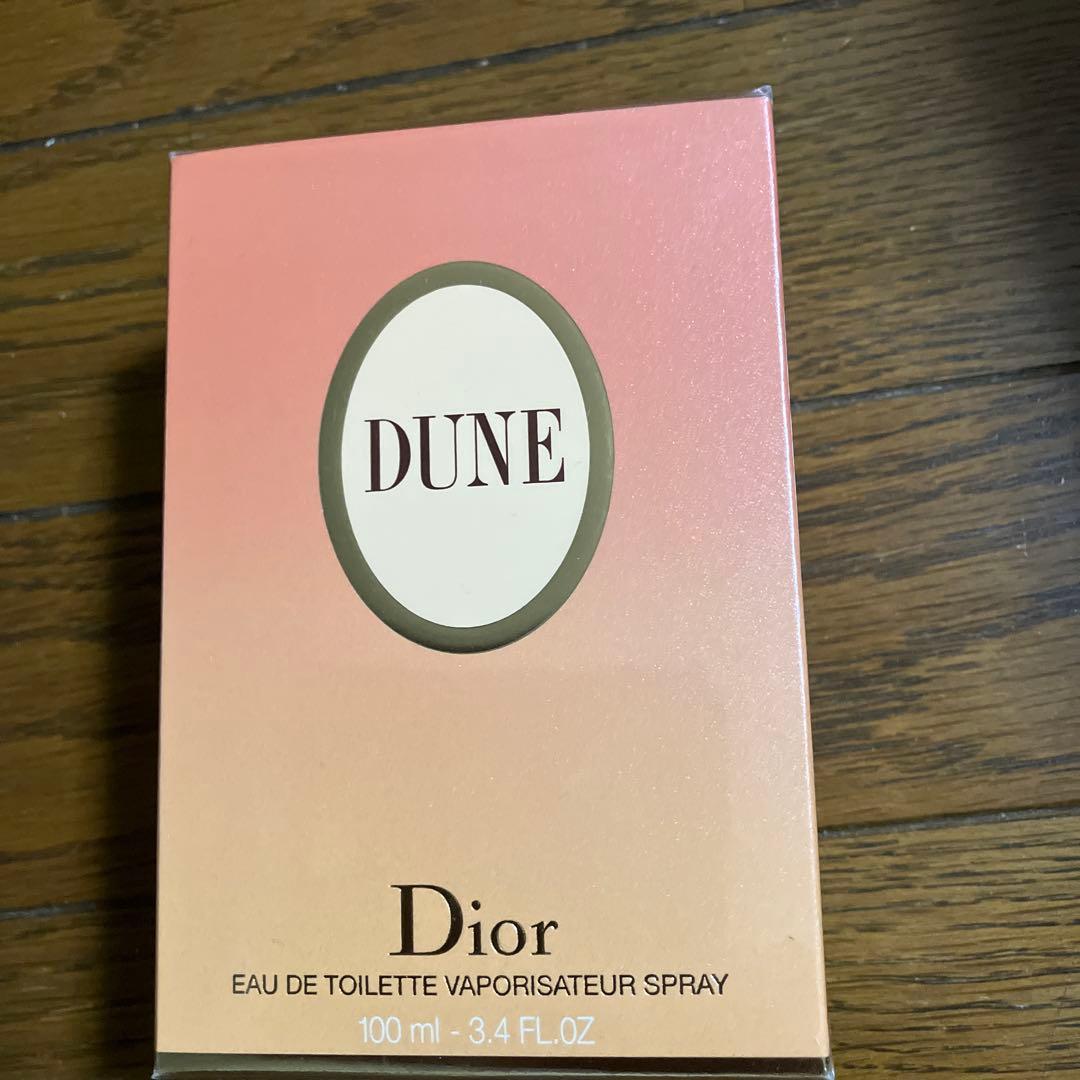 DUNE
Dior
EAU DE TOILETTE VAPORISATEUR SPRAY
100 ml - 3.4 FL.OZ